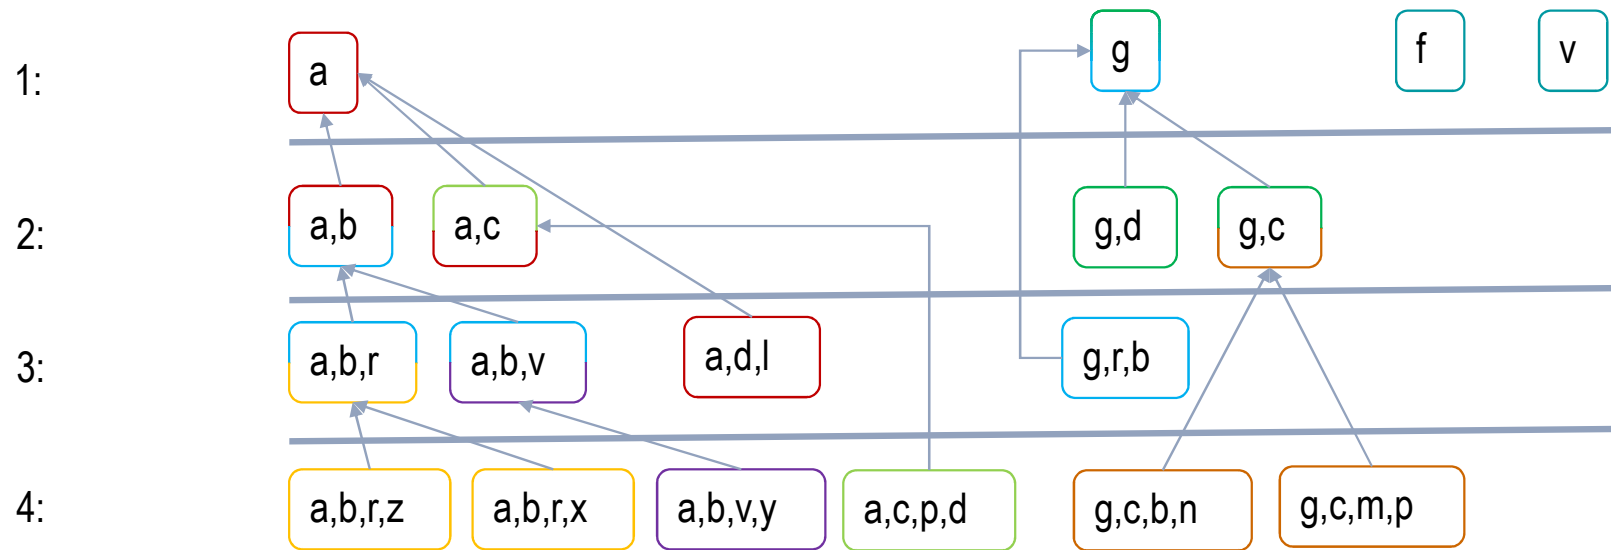 1: a g f v
2: a,b a,c g,d g,c
3: a,b,r a,b,v a,d,l g,r,b
4: a,b,r,z a,b,r,x a,b,v,y a,c,p,d g,c,b,n g,c,m,p